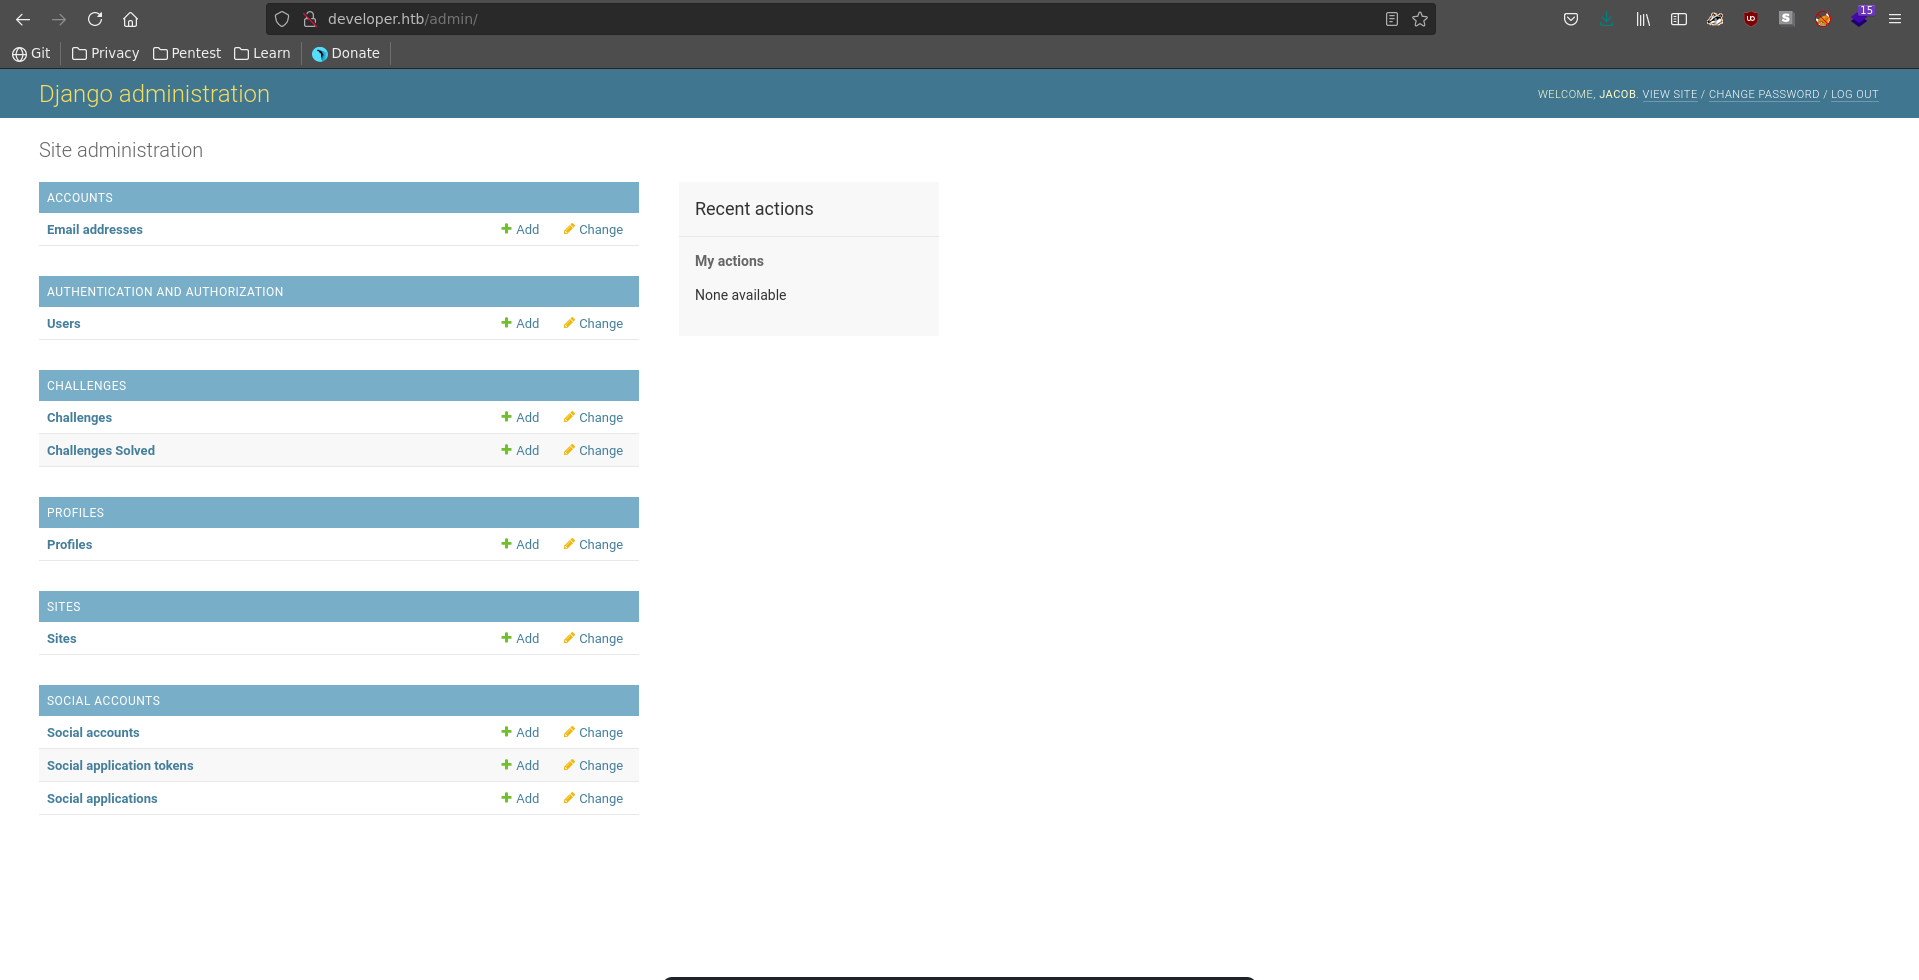 developer.htb/admin/
15
Git Privacy Pentest Learn Donate
Django administration
WELCOME, JACOB. VIEW SITE / CHANGE PASSWORD / LOG OUT
Site administration
ACCOUNTS
Email addresses Add Change
AUTHENTICATION AND AUTHORIZATION
Users Add Change
CHALLENGES
Challenges Add Change
Challenges Solved Add Change
PROFILES
Profiles Add Change
SITES
Sites Add Change
SOCIAL ACCOUNTS
Social accounts Add Change
Social application tokens Add Change
Social applications Add Change
Recent actions
My actions
None available